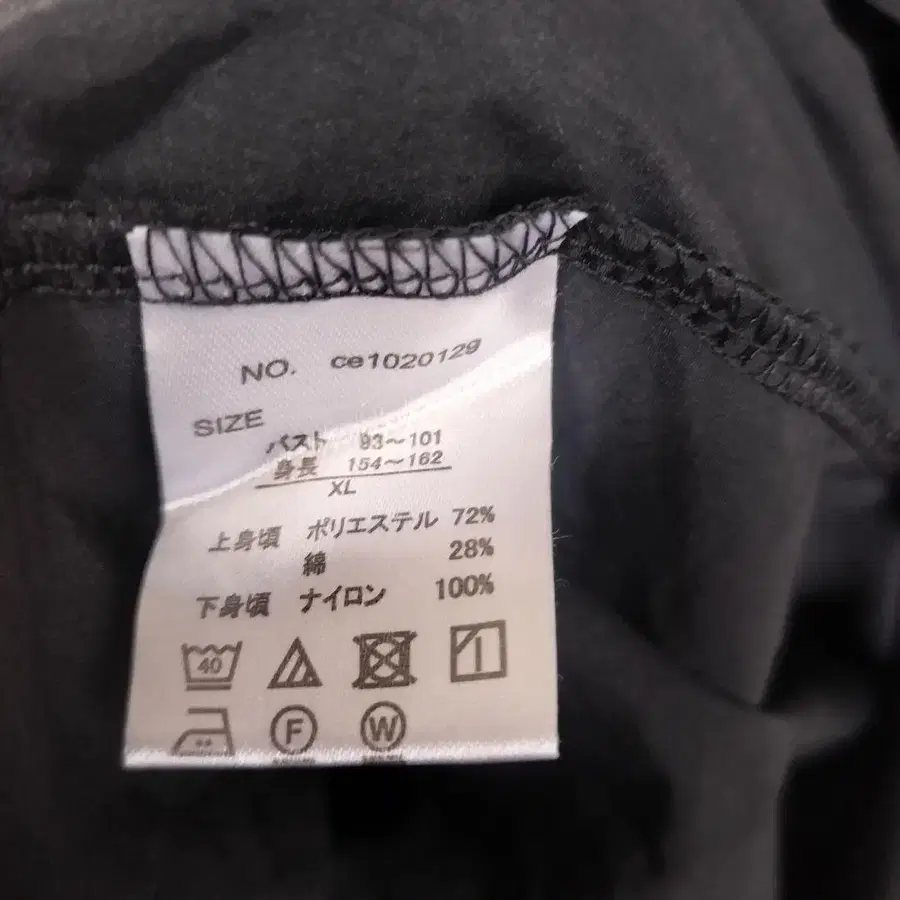 NO. ce1020129
SIZE
バスト 93～101
身長 154～162
XL
上身頃 ポリエステル 72%
綿 28%
下身頃 ナイロン 100%
40
F
W